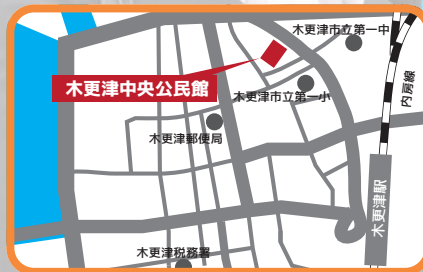 木更津市立第一中
木更津中央公民館
木更津市立第一小
内房線
木更津郵便局
木更津駅
木更津税務署